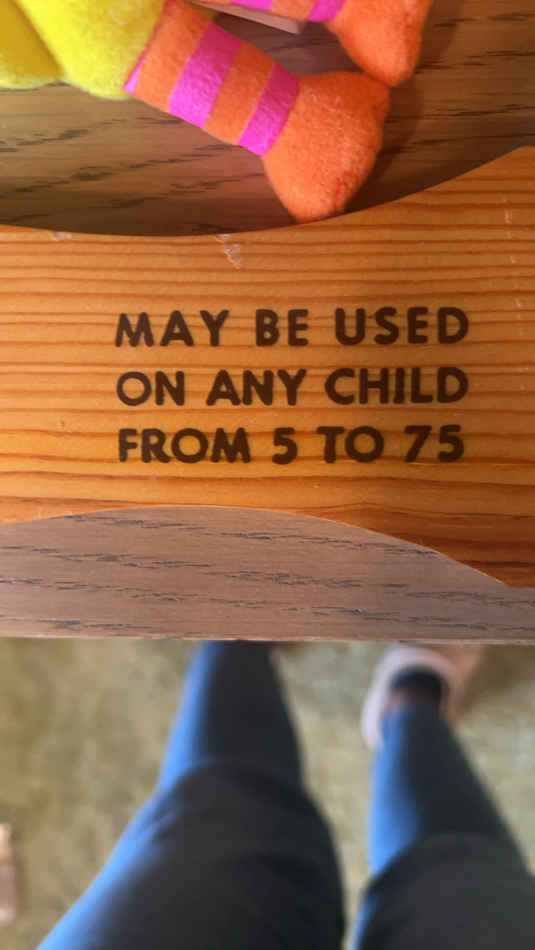 MAY BE USED
ON ANY CHILD
FROM 5 TO 75